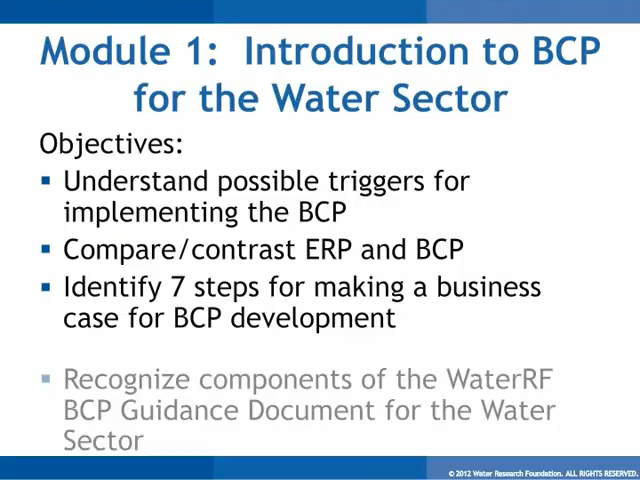 Module 1: Introduction to BCP
for the Water Sector
Objectives:
▪ Understand possible triggers for
implementing the BCP
▪ Compare/contrast ERP and BCP
▪ Identify 7 steps for making a business
case for BCP development
▪ Recognize components of the WaterRF
BCP Guidance Document for the Water
Sector
© 2012 Water Research Foundation. ALL RIGHTS RESERVED.